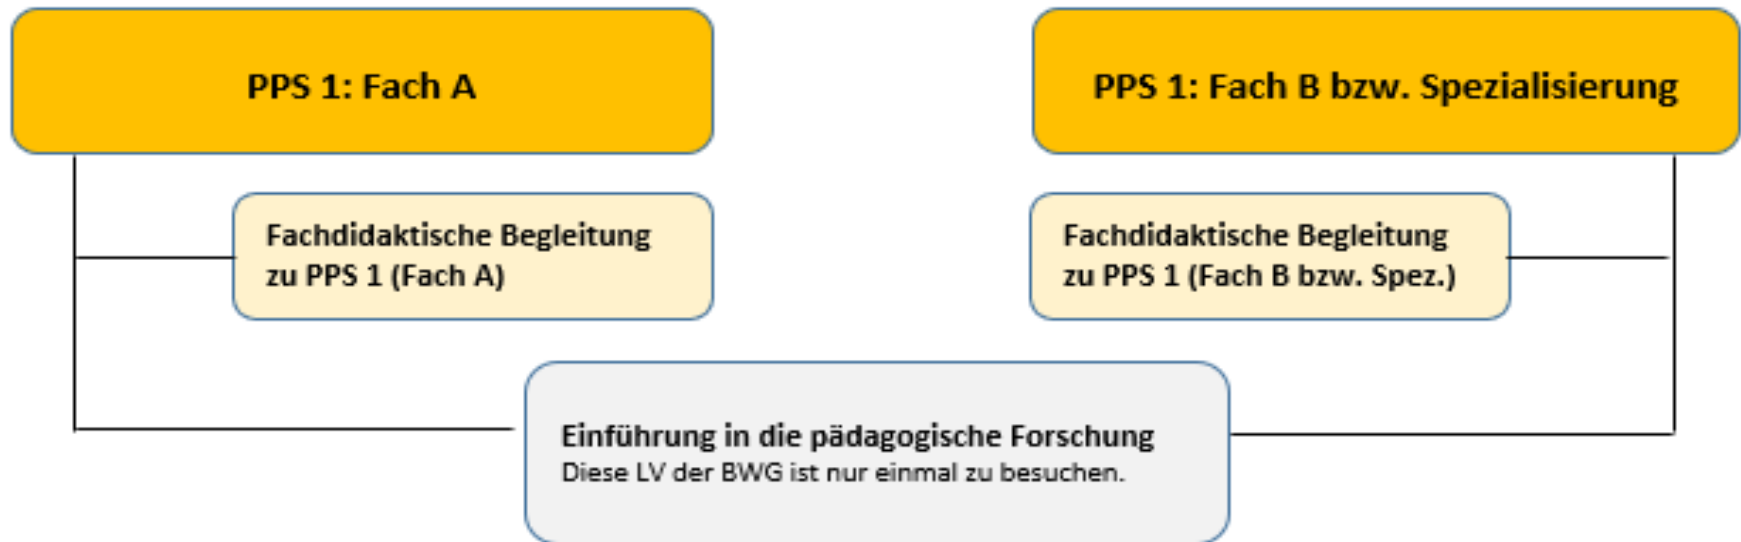 PPS 1: Fach A
PPS 1: Fach B bzw. Spezialisierung
Fachdidaktische Begleitung
zu PPS 1 (Fach A)
Fachdidaktische Begleitung
zu PPS 1 (Fach B bzw. Spez.)
Einführung in die pädagogische Forschung
Diese LV der BWG ist nur einmal zu besuchen.